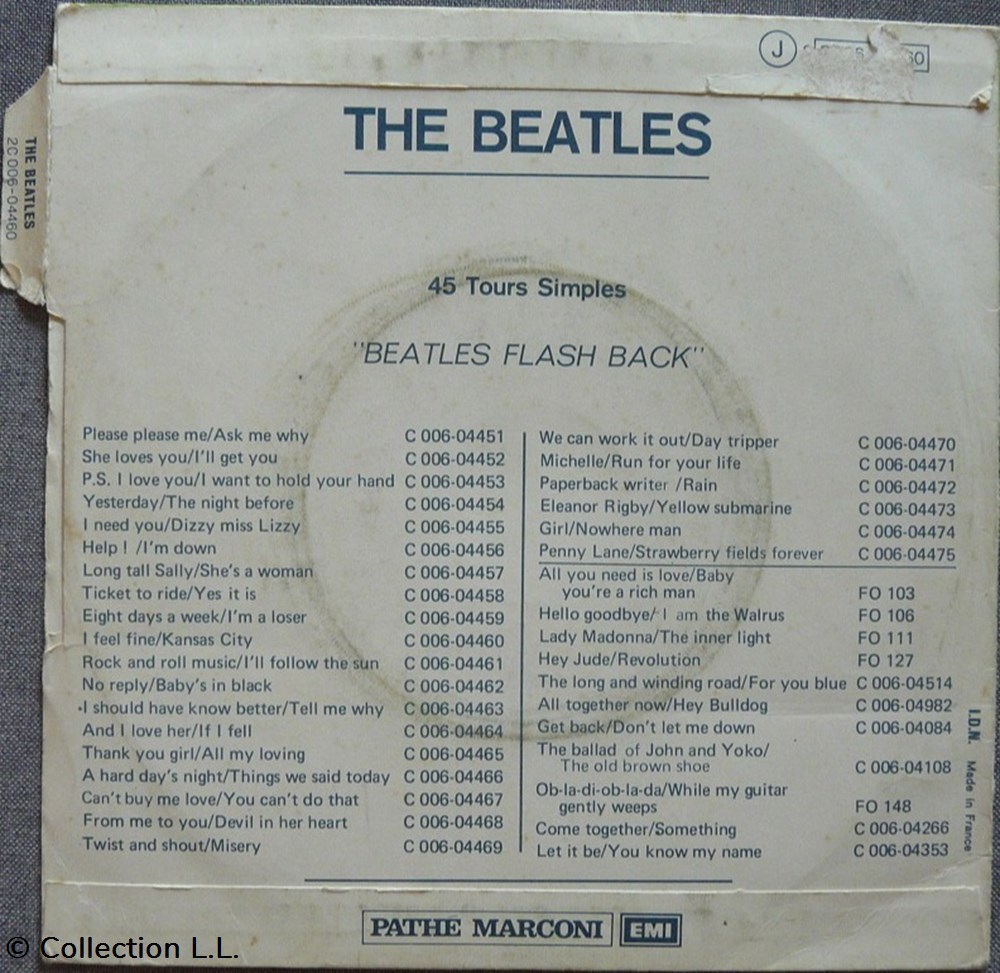 J
THE BEATLES
THE BEATLES
2C 006-04460
45 Tours Simples
"BEATLES FLASH BACK"
Please please me/Ask me why C 006-04451
She loves you/I'll get you C 006-04452
P.S. I love you/I want to hold your hand C 006-04453
Yesterday/The night before C 006-04454
I need you/Dizzy miss Lizzy C 006-04455
Help ! /I'm down C 006-04456
Long tall Sally/She's a woman C 006-04457
Ticket to ride/Yes it is C 006-04458
Eight days a week/I'm a loser C 006-04459
I feel fine/Kansas City C 006-04460
Rock and roll music/I'll follow the sun C 006-04461
No reply/Baby's in black C 006-04462
I should have know better/Tell me why C 006-04463
And I love her/If I fell C 006-04464
Thank you girl/All my loving C 006-04465
A hard day's night/Things we said today C 006-04466
Can't buy me love/You can't do that C 006-04467
From me to you/Devil in her heart C 006-04468
Twist and shout/Misery C 006-04469
We can work it out/Day tripper C 006-04470
Michelle/Run for your life C 006-04471
Paperback writer /Rain C 006-04472
Eleanor Rigby/Yellow submarine C 006-04473
Girl/Nowhere man C 006-04474
Penny Lane/Strawberry fields forever C 006-04475
All you need is love/Baby
you're a rich man FO 103
Hello goodbye/ I am the Walrus FO 106
Lady Madonna/The inner light FO 111
Hey Jude/Revolution FO 127
The long and winding road/For you blue C 006-04514
All together now/Hey Bulldog C 006-04982
Get back/Don't let me down C 006-04084
The ballad of John and Yoko/
The old brown shoe C 006-04108
Ob-la-di-ob-la-da/While my guitar
gently weeps FO 148
Come together/Something C 006-04266
Let it be/You know my name C 006-04353
I.D.N. Made in France
PATHE MARCONI EMI
© Collection L.L.